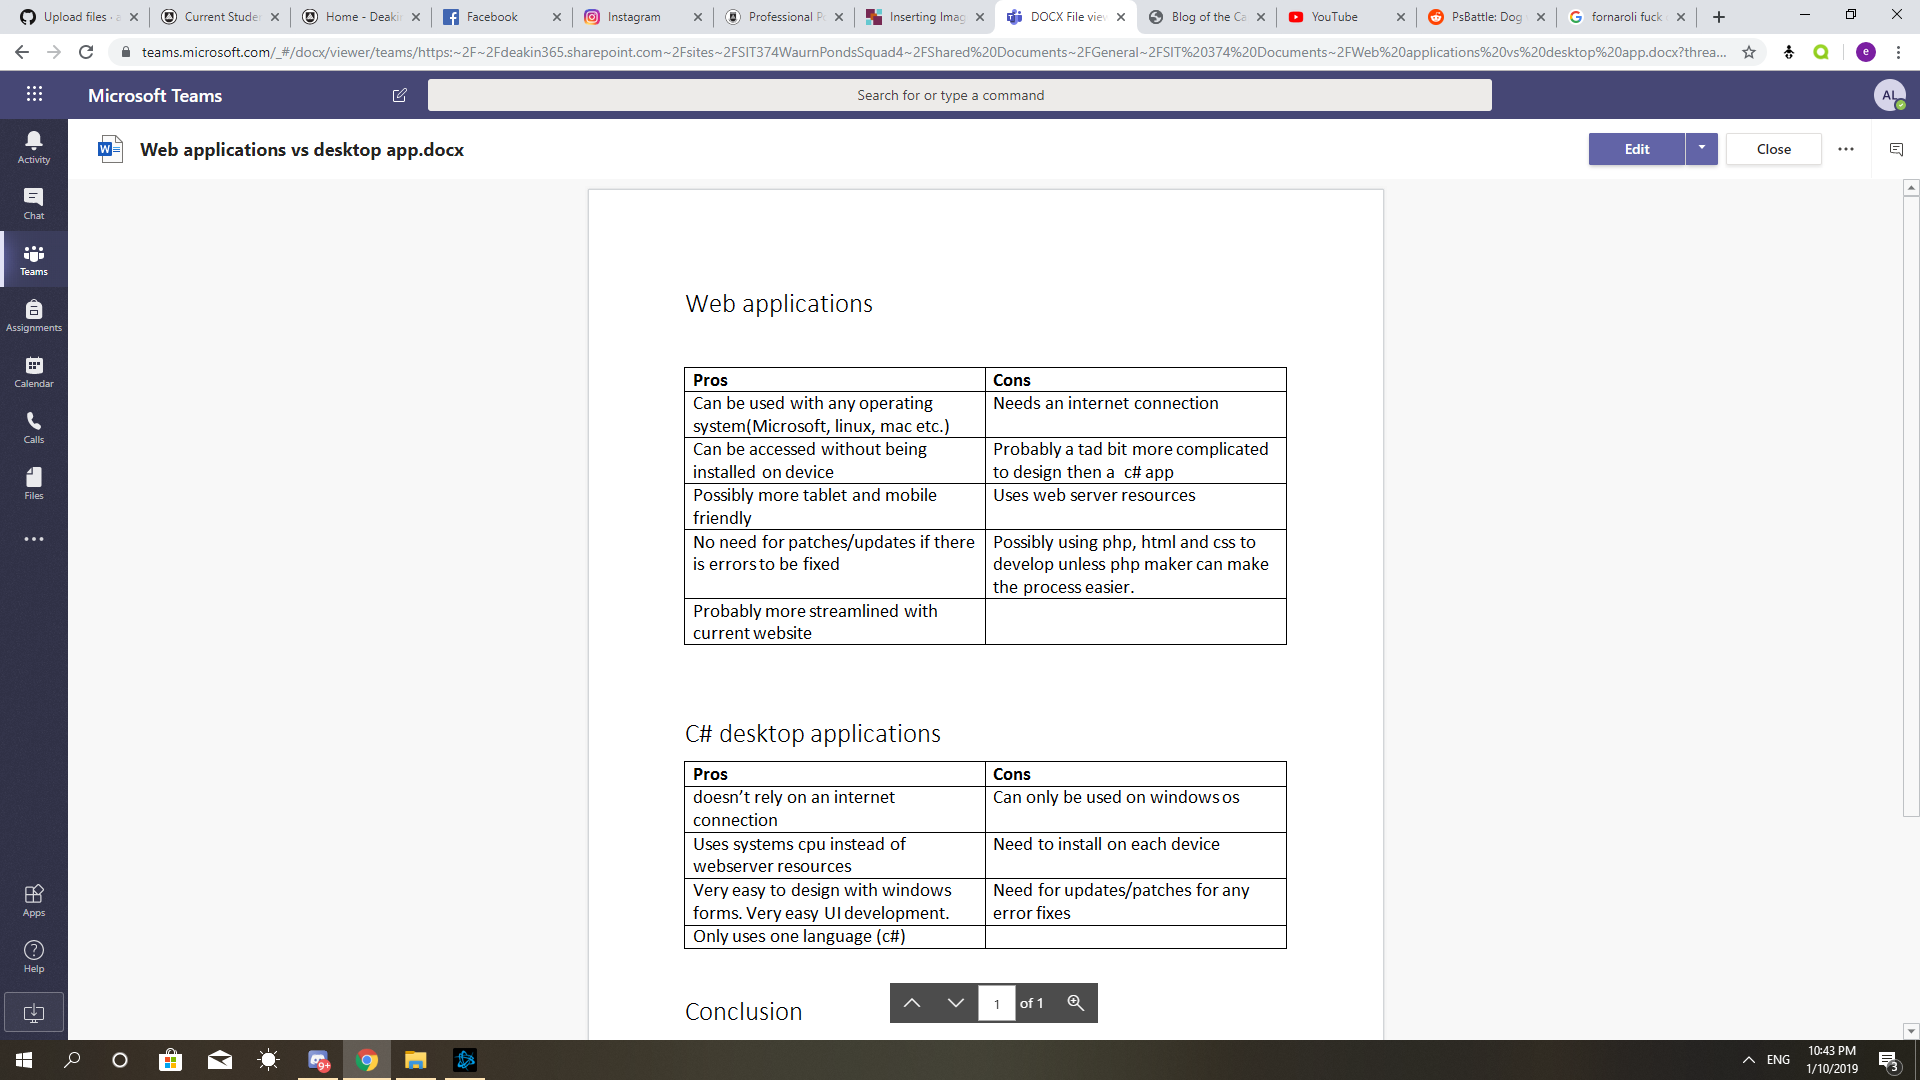 Upload files · a
Current Stude
Home - Deaki
Facebook
Instagram
Professional P
Inserting Imag
DOCX File view
Blog of the Ca
YouTube
PsBattle: Dog
fornaroli fuck
teams.microsoft.com/_#/docx/viewer/teams/https:~2F~2Fdeakin365.sharepoint.com~2Fsites~2FSIT374WaurnPondsSquad4~2FShared%20Documents~2FGeneral~2FSIT%20374%20Documents~2FWeb%20applications%20vs%20desktop%20app.docx?threa...
e
Microsoft Teams
Search for or type a command
AL
Activity
Chat
Teams
Assignments
Calendar
Calls
Files
Apps
Help
Web applications vs desktop app.docx
Edit
Close
Web applications
Pros Cons
Can be used with any operating Needs an internet connection
system(Microsoft, linux, mac etc.)
Can be accessed without being Probably a tad bit more complicated
installed on device to design then a  c# app
Possibly more tablet and mobile Uses web server resources
friendly
No need for patches/updates if there Possibly using php, html and css to
is errors to be fixed develop unless php maker can make
the process easier.
Probably more streamlined with
current website
C# desktop applications
Pros Cons
doesn’t rely on an internet Can only be used on windows os
connection
Uses systems cpu instead of Need to install on each device
webserver resources
Very easy to design with windows Need for updates/patches for any
forms. Very easy UI development. error fixes
Only uses one language (c#)
Conclusion
1 of 1
9+
ENG
10:43 PM
1/10/2019
3